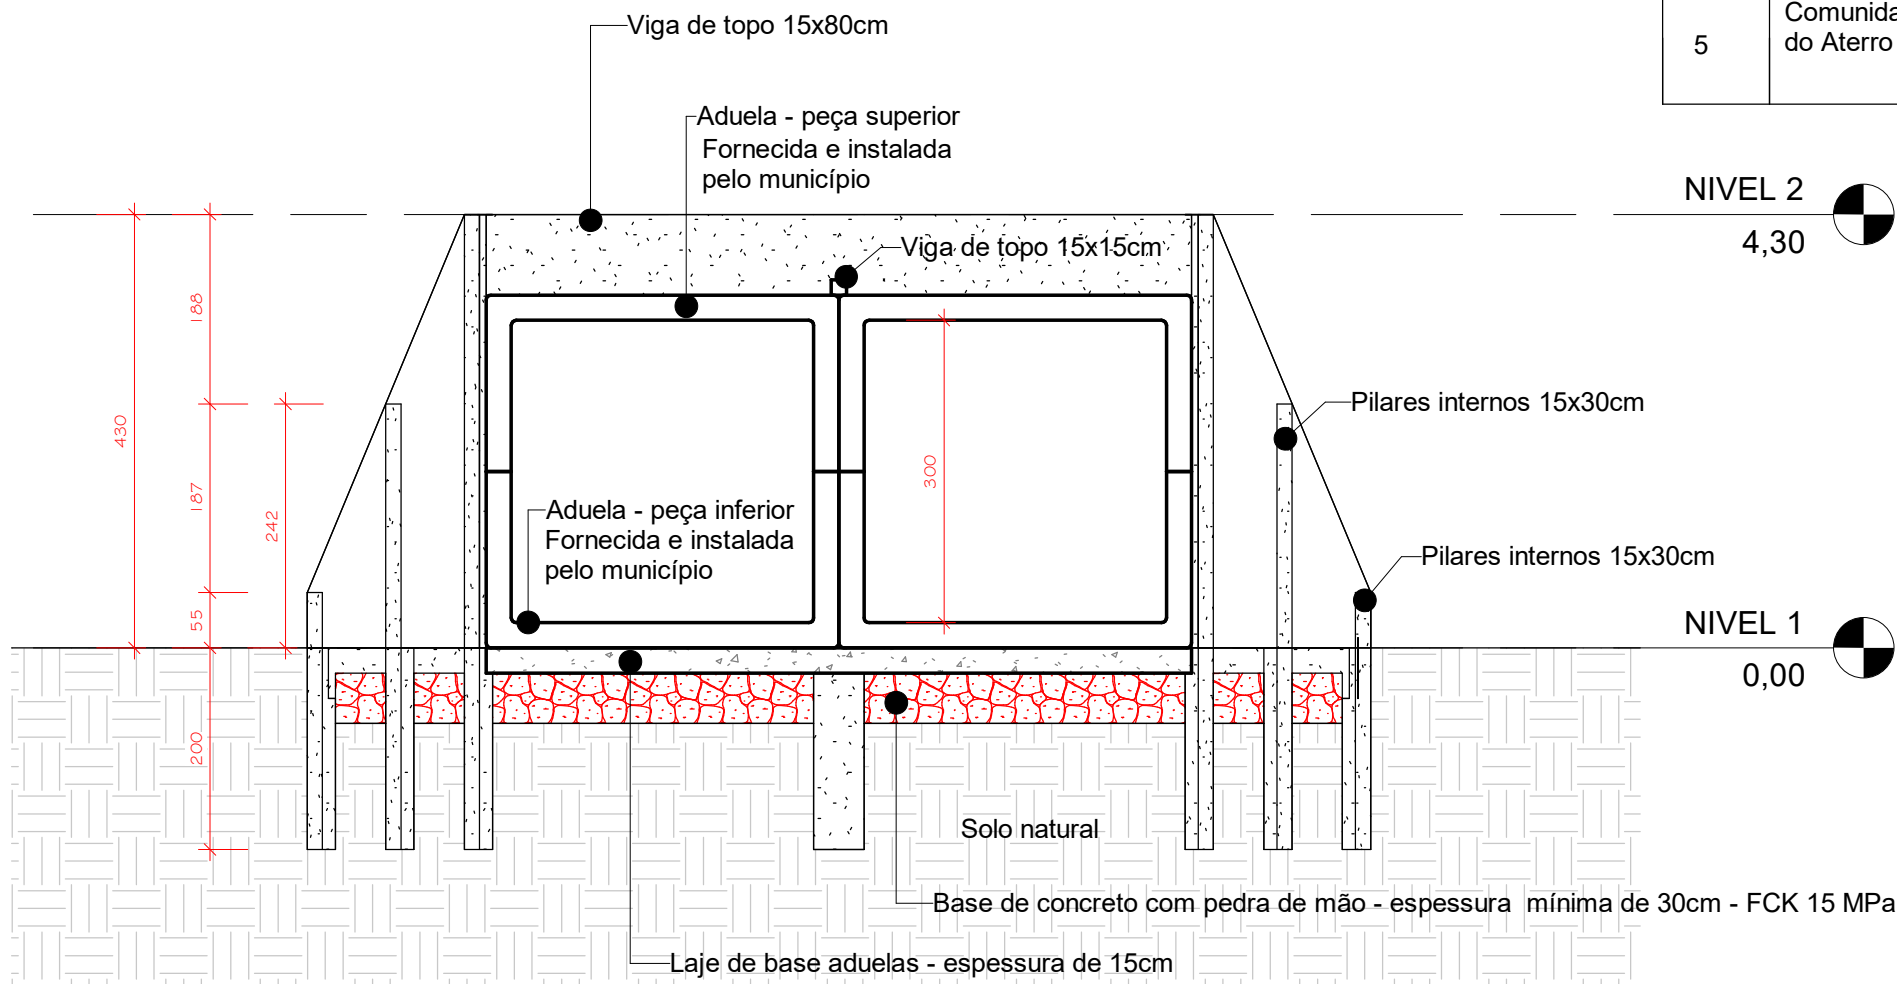 Viga de topo 15x80cm
Comunida
5
do Aterro
Aduela - peça superior
Fornecida e instalada
pelo município
NIVEL 2
4,30
Viga de topo 15x15cm
188
430
300
187
242
Pilares internos 15x30cm
Aduela - peça inferior
Fornecida e instalada
pelo município
Pilares internos 15x30cm
55
NIVEL 1
0,00
200
Solo natural
Base de concreto com pedra de mão - espessura mínima de 30cm - FCK 15 MPa
Laje de base aduelas - espessura de 15cm